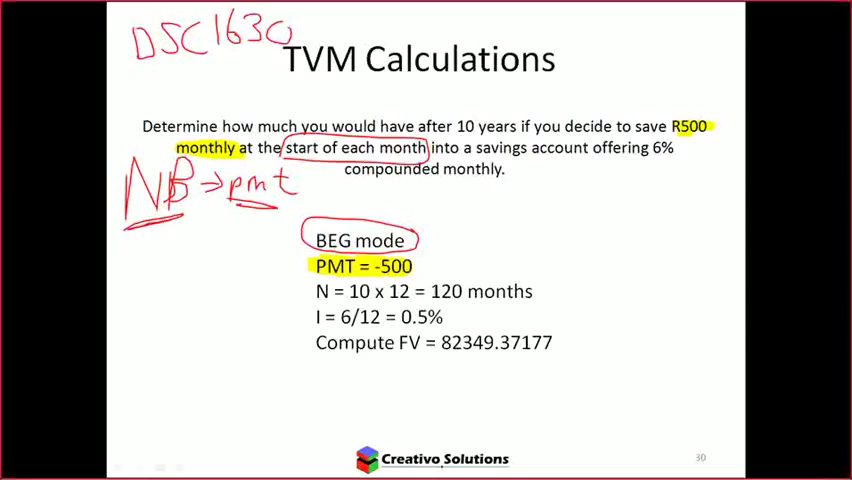 DSC1630
TVM Calculations
Determine how much you would have after 10 years if you decide to save R500
monthly at the start of each month into a savings account offering 6%
compounded monthly.
NB → pmt
BEG mode
PMT = -500
N = 10 x 12 = 120 months
I = 6/12 = 0.5%
Compute FV = 82349.37177
Creativo Solutions
30